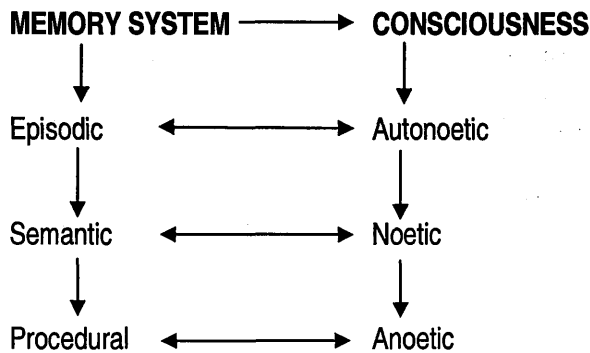 MEMORY SYSTEM CONSCIOUSNESS
Episodic Autonoetic
Semantic Noetic
Procedural Anoetic